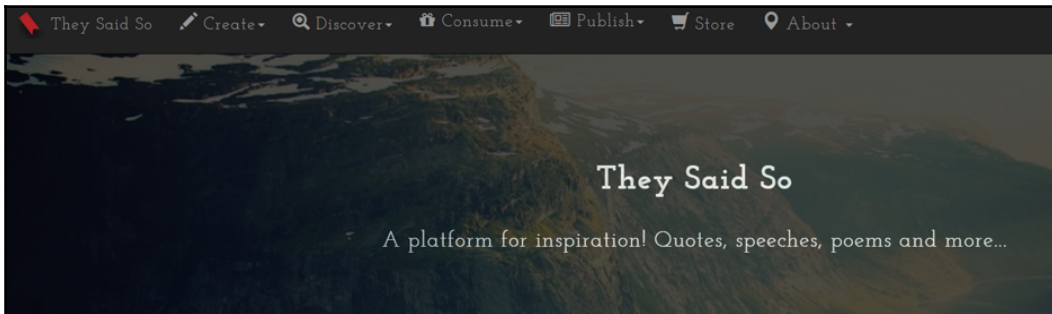 They Said So Create Discover Consume Publish Store About
They Said So
A platform for inspiration! Quotes, speeches, poems and more...